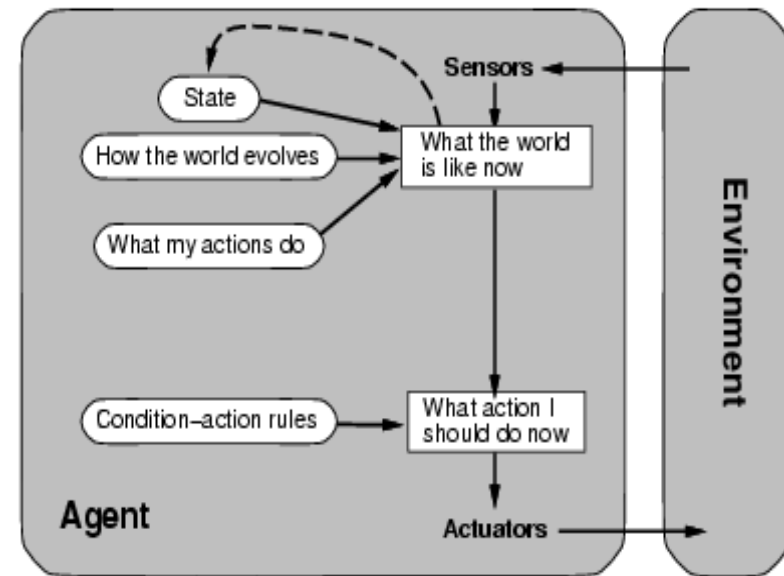 Sensors
State
What the world
is like now
How the world evolves
What my actions do
Environment
Condition–action rules
What action I
should do now
Agent
Actuators